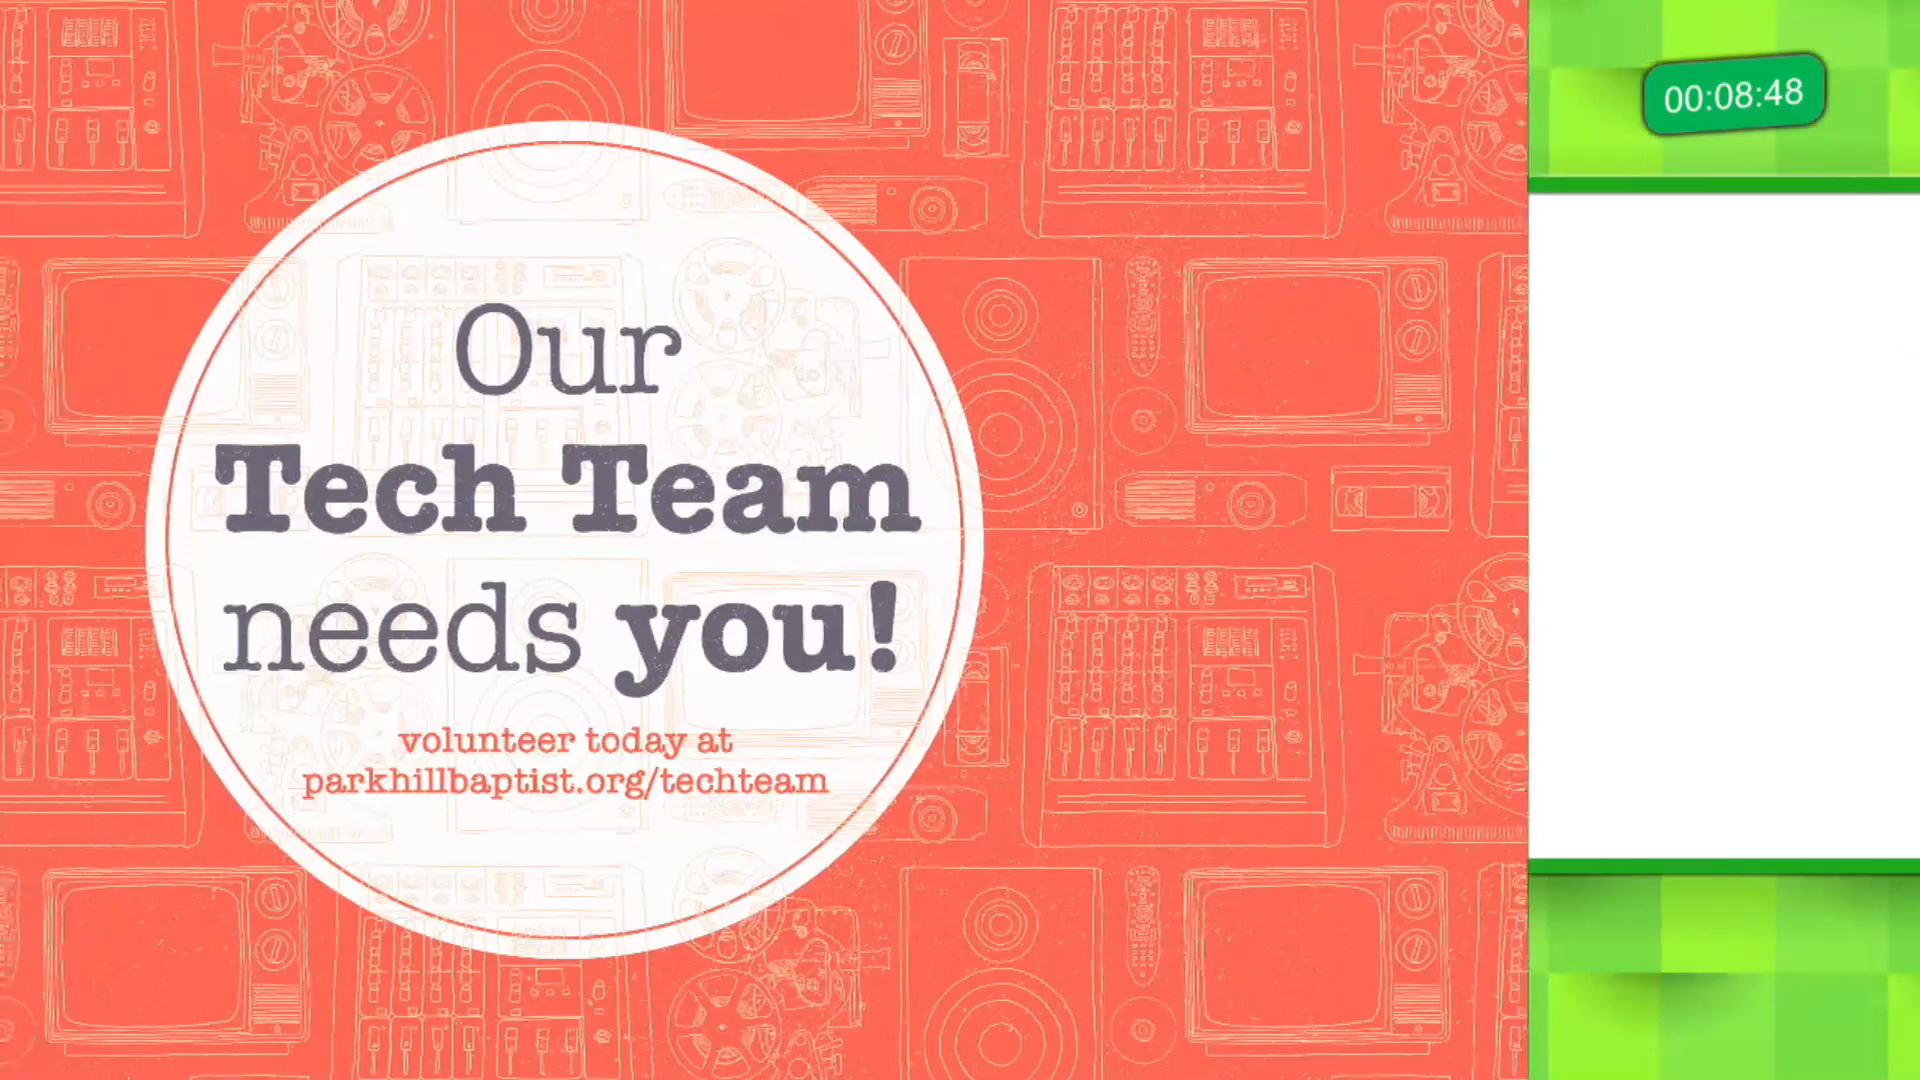 Our
Tech Team
needs you!
volunteer today at
parkhillbaptist.org/techteam
00:08:48